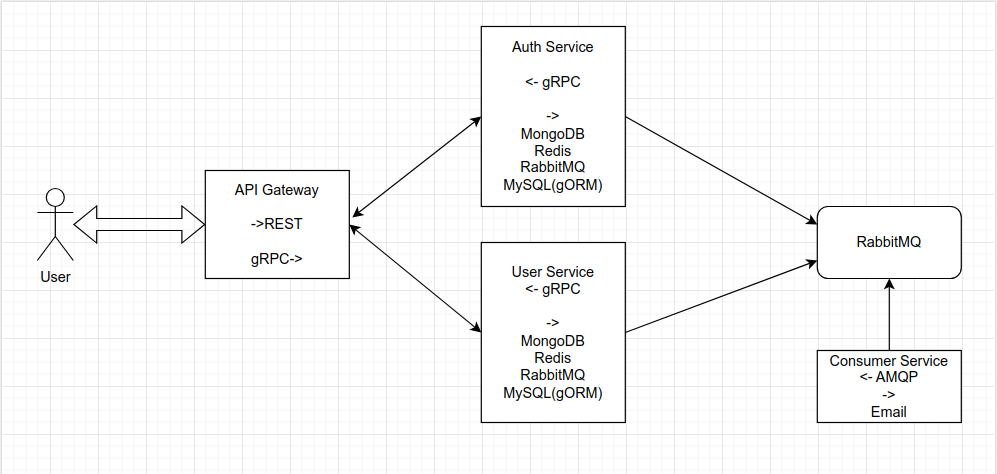 User
API Gateway
->REST
gRPC->
Auth Service
<- gRPC
->
MongoDB
Redis
RabbitMQ
MySQL(gORM)
User Service
<- gRPC
->
MongoDB
Redis
RabbitMQ
MySQL(gORM)
RabbitMQ
Consumer Service
<- AMQP
->
Email